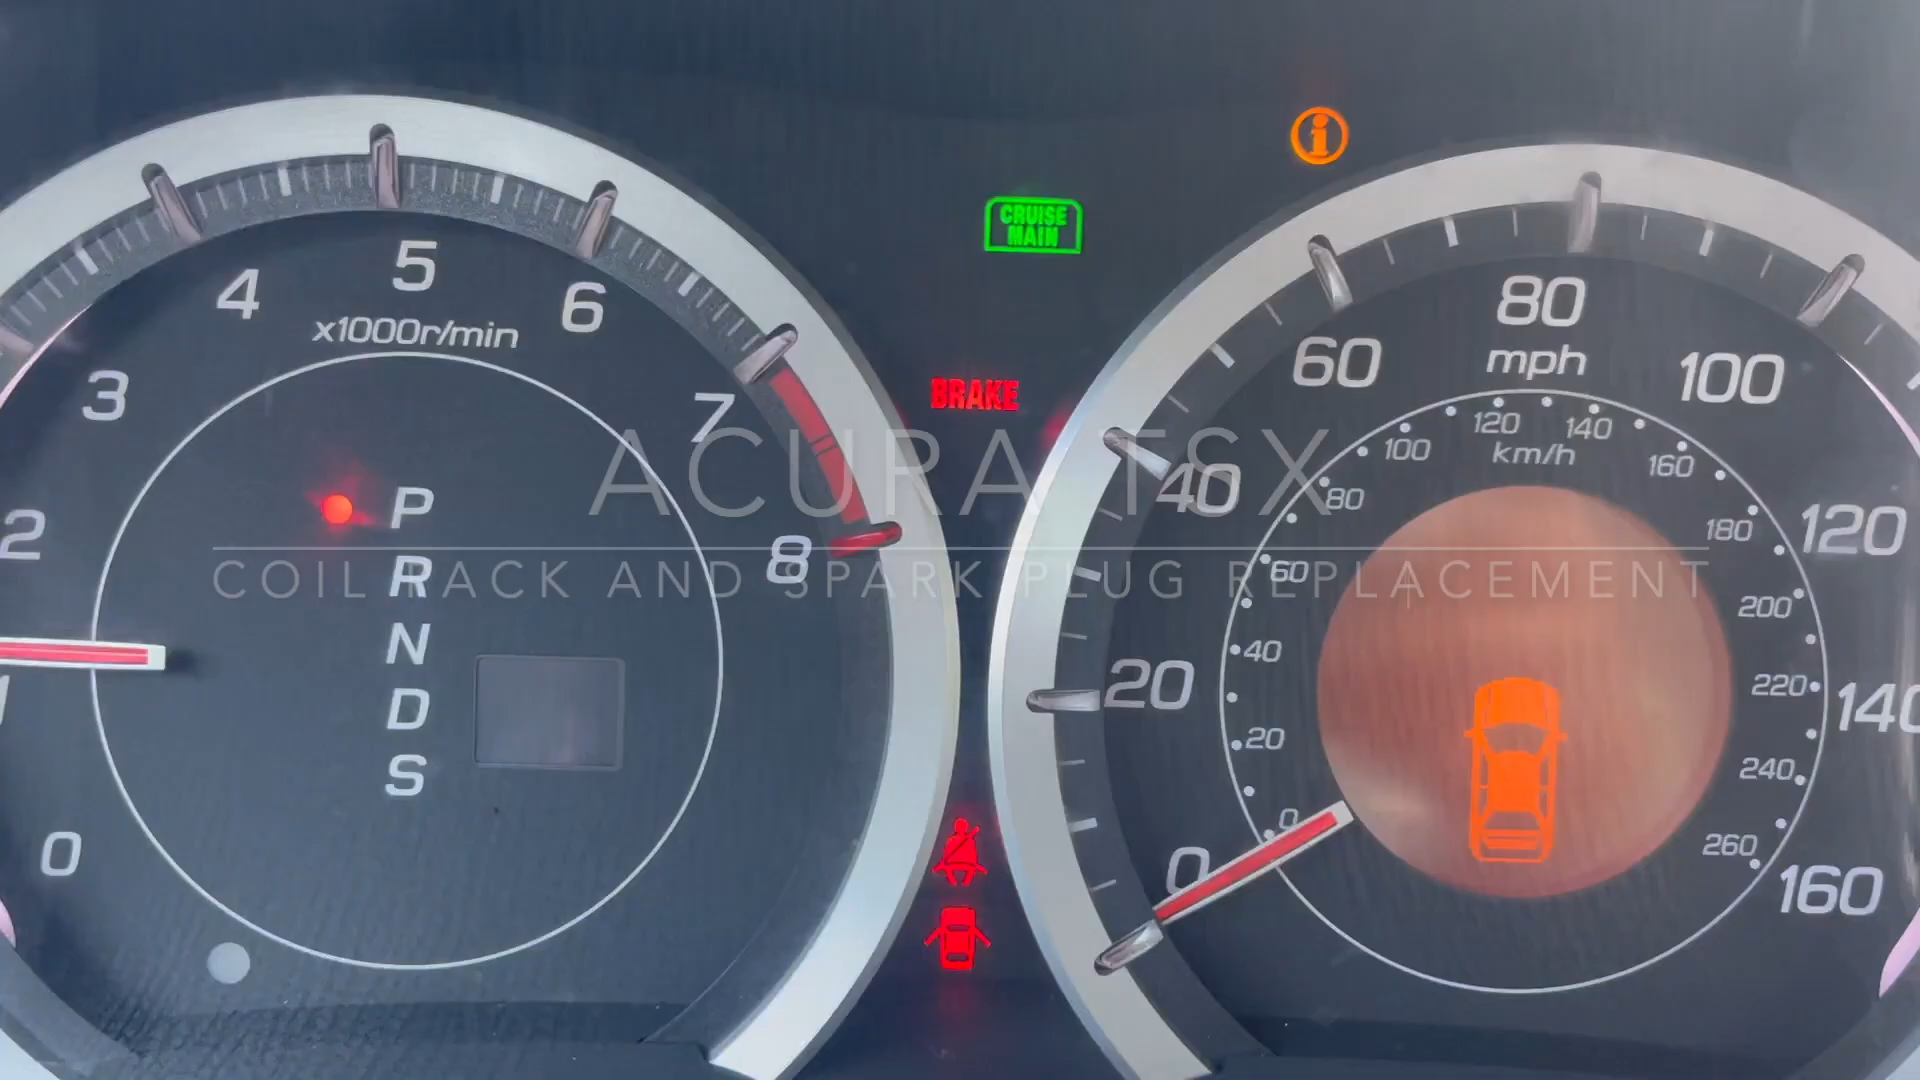 CRUISE
MAIN
BRAKE
ACURA TSX
COIL PACK AND SPARK PLUG REPLACEMENT
0
1
2
3
4
5
6
7
8
x1000r/min
P
R
N
D
S
0
20
40
60
80
100
120
140
160
mph
0
20
40
60
80
100
120
140
160
180
200
220
240
260
km/h
i